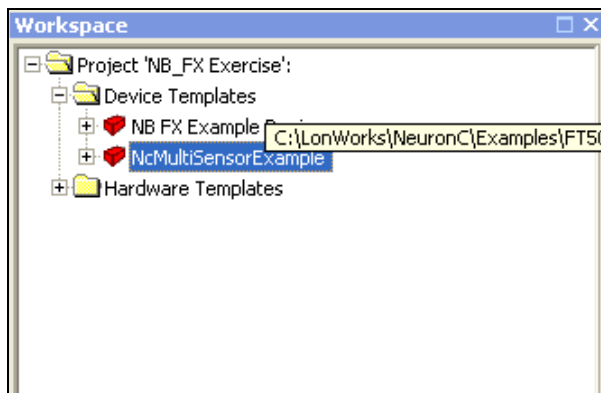 Workspace
Project 'NB_FX Exercise':
Device Templates
NB FX Example
C:\LonWorks\NeuronC\Examples\FT50
NcMultiSensorExample
Hardware Templates